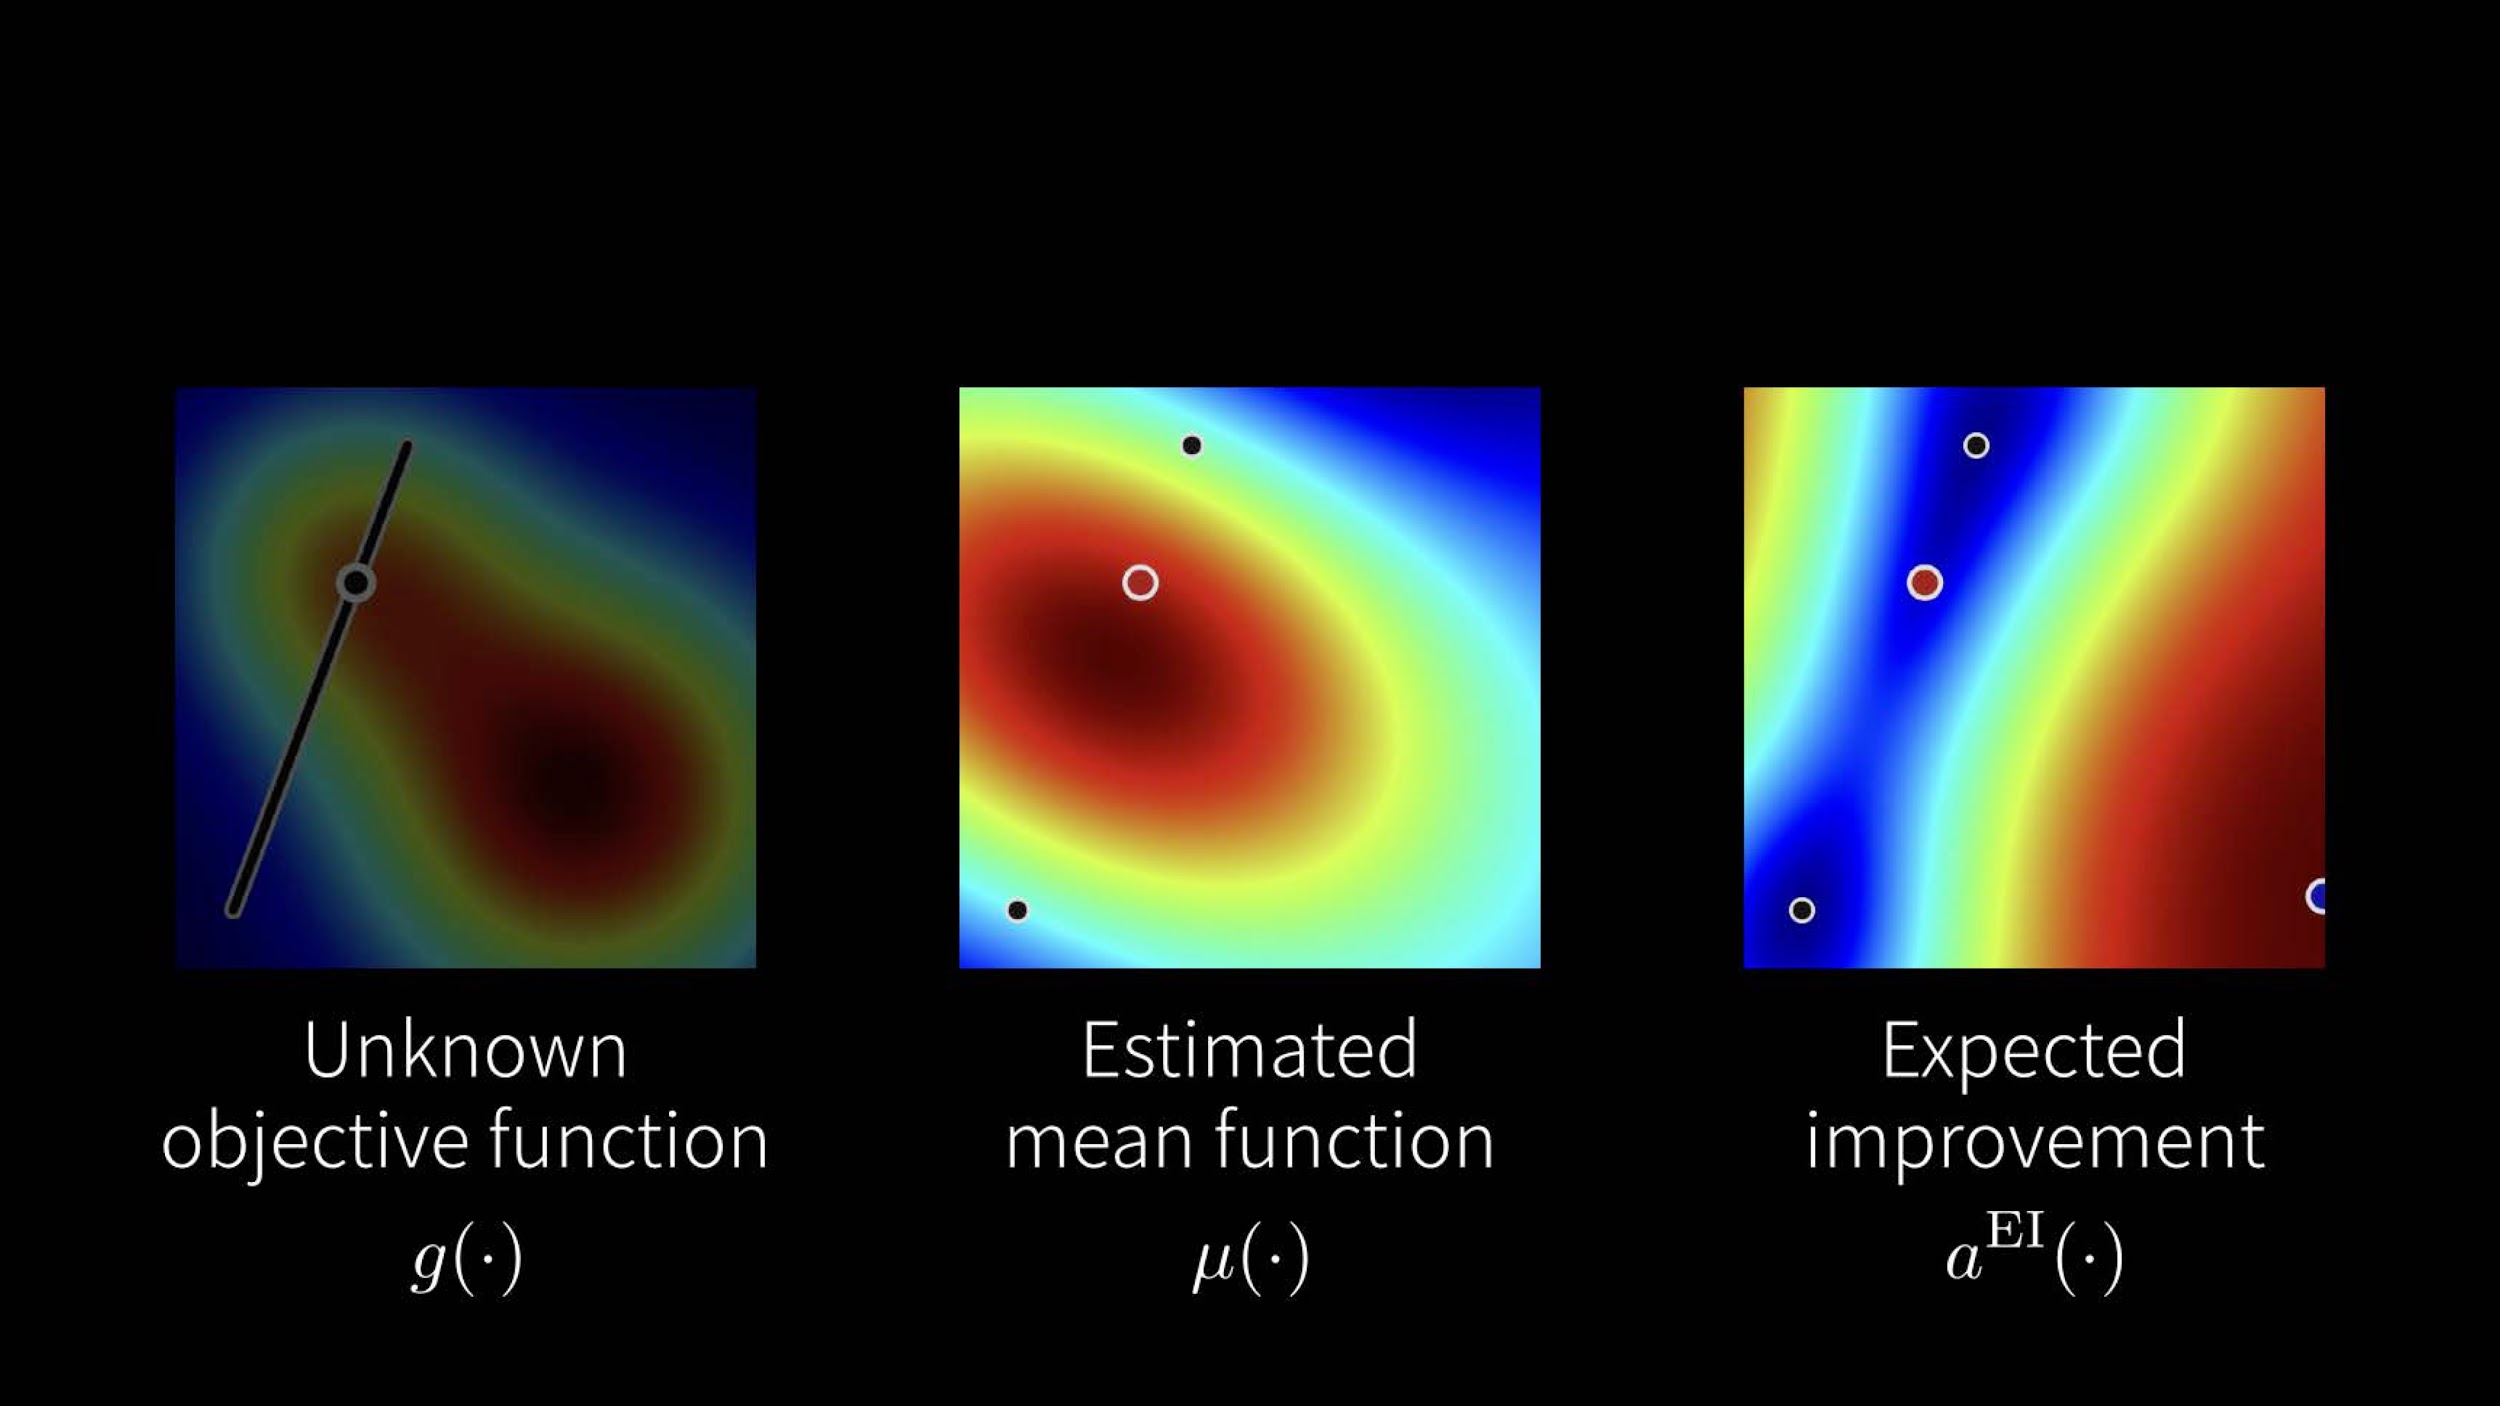 Unknown
objective function
g(·)
Estimated
mean function
μ(·)
Expected
improvement
a^EI(·)